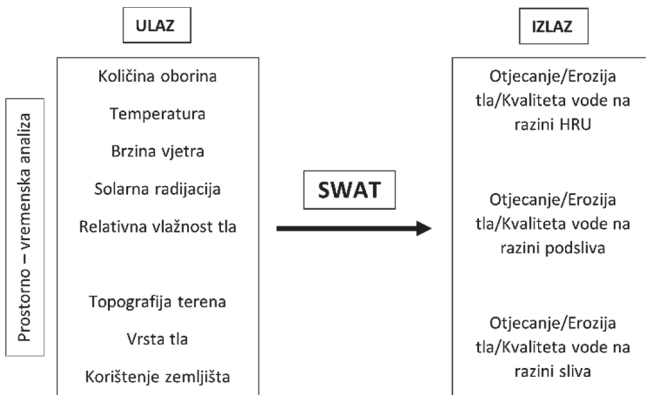 ULAZ
Prostorno – vremenska analiza
Količina oborina
Temperatura
Brzina vjetra
Solarna radijacija
Relativna vlažnost tla
Topografija terena
Vrsta tla
Korištenje zemljišta
SWAT
IZLAZ
Otjecanje/Erozija
tla/Kvaliteta vode na
razini HRU
Otjecanje/Erozija
tla/Kvaliteta vode na
razini podsliva
Otjecanje/Erozija
tla/Kvaliteta vode na
razini sliva